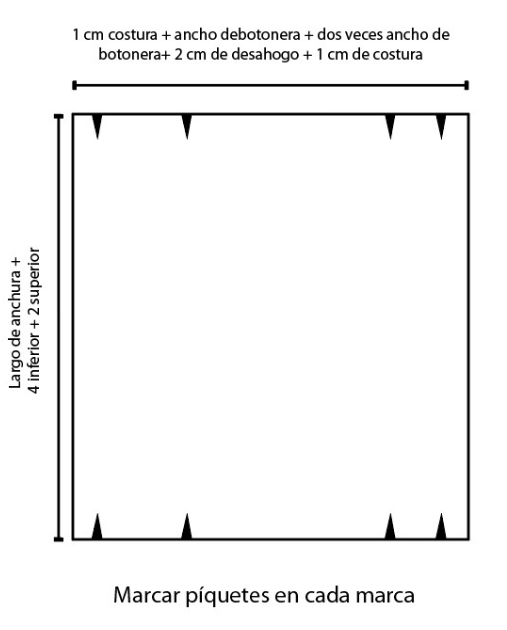 1 cm costura + ancho debotonera + dos veces ancho de
botonera+ 2 cm de desahogo + 1 cm de costura
Largo de anchura +
4 inferior + 2 superior
Marcar píquetes en cada marca